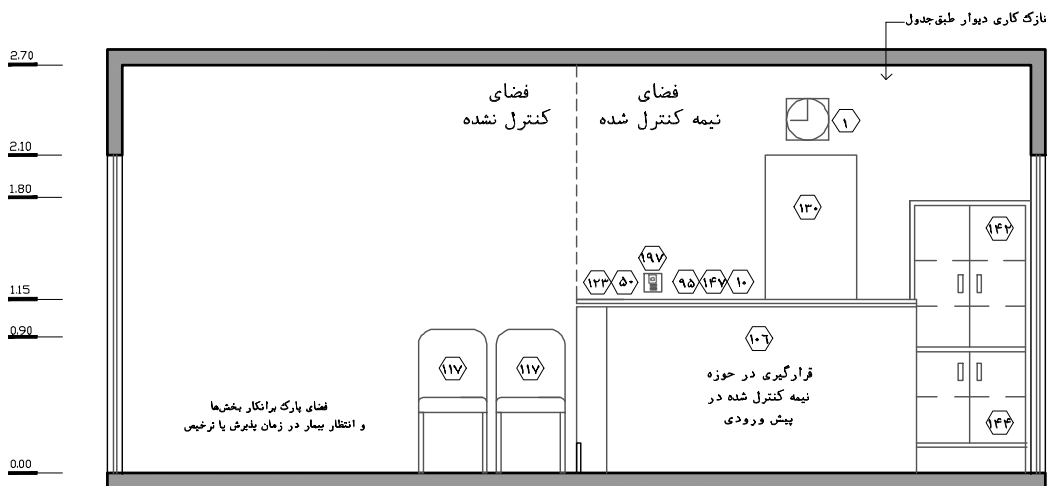 نازک کاری دیوار طبق جدول
2.70
2.10
1.80
1.15
0.90
0.00
فضای
کنترل نشده
فضای
نیمه کنترل شده
۱
۱۳۰
۱۴۲
۱۹۷
۱۲۳
۵۰
۹۵
۱۴۷
۱۰
۱۰۶
قرارگیری در حوزه
نیمه کنترل شده در
پیش ورودی
۱۱۷
۱۱۷
فضای پارک برانکار بخش‌ها
و انتظار بیمار در زمان پذیرش یا ترخیص
۱۴۴